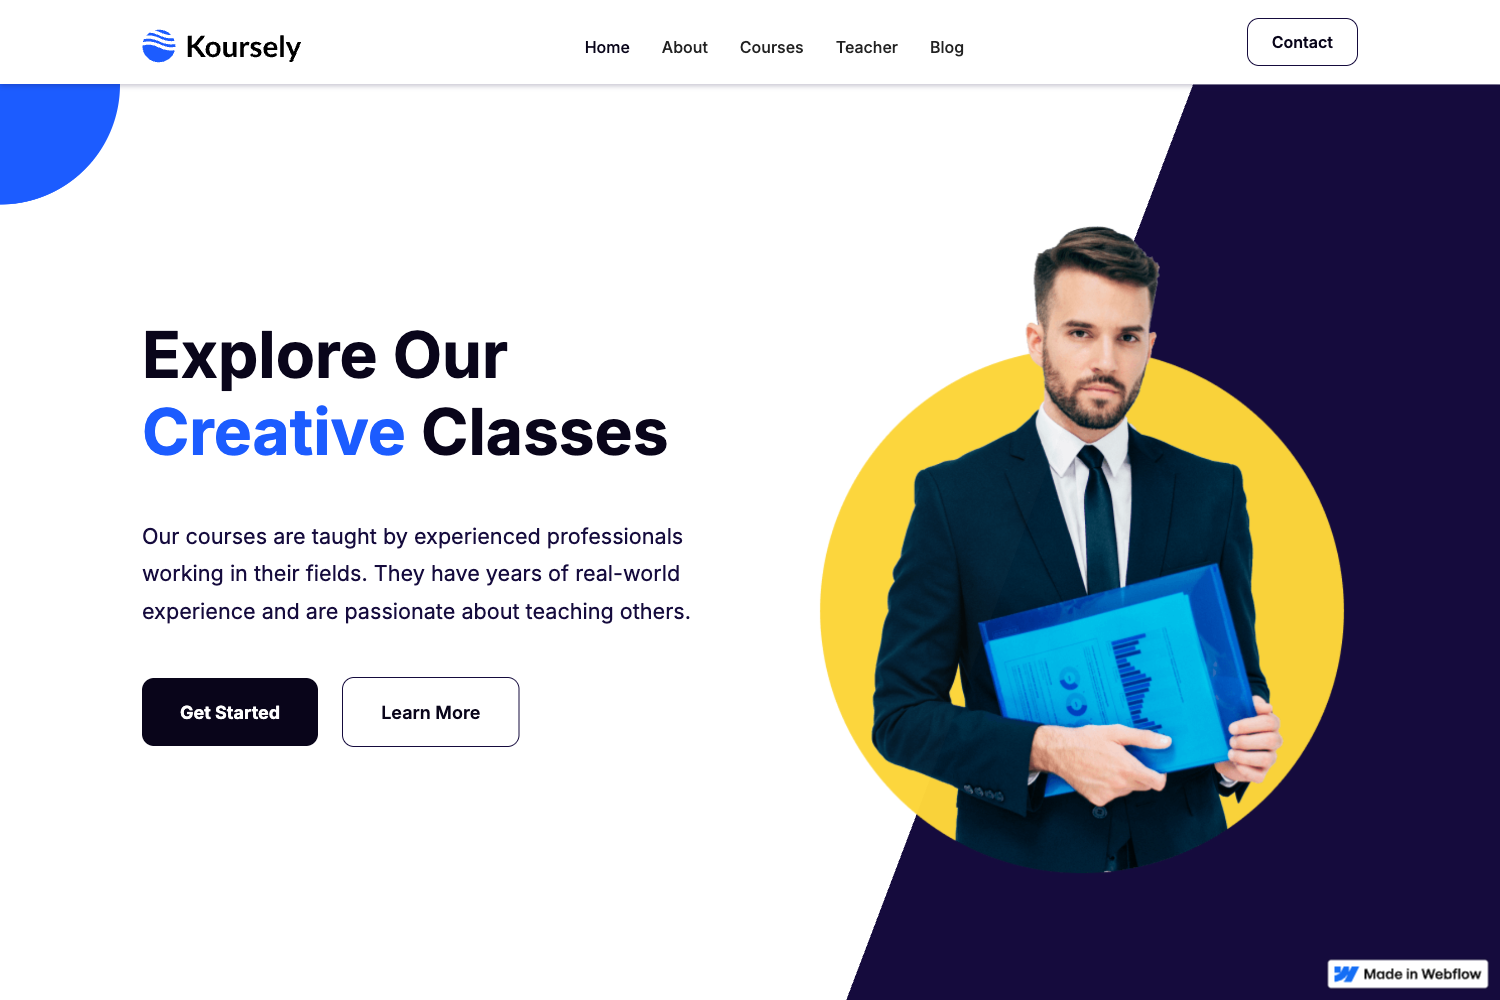 Koursely
Home About Courses Teacher Blog
Contact
Explore Our
Creative Classes
Our courses are taught by experienced professionals
working in their fields. They have years of real-world
experience and are passionate about teaching others.
Get Started Learn More
Made in Webflow